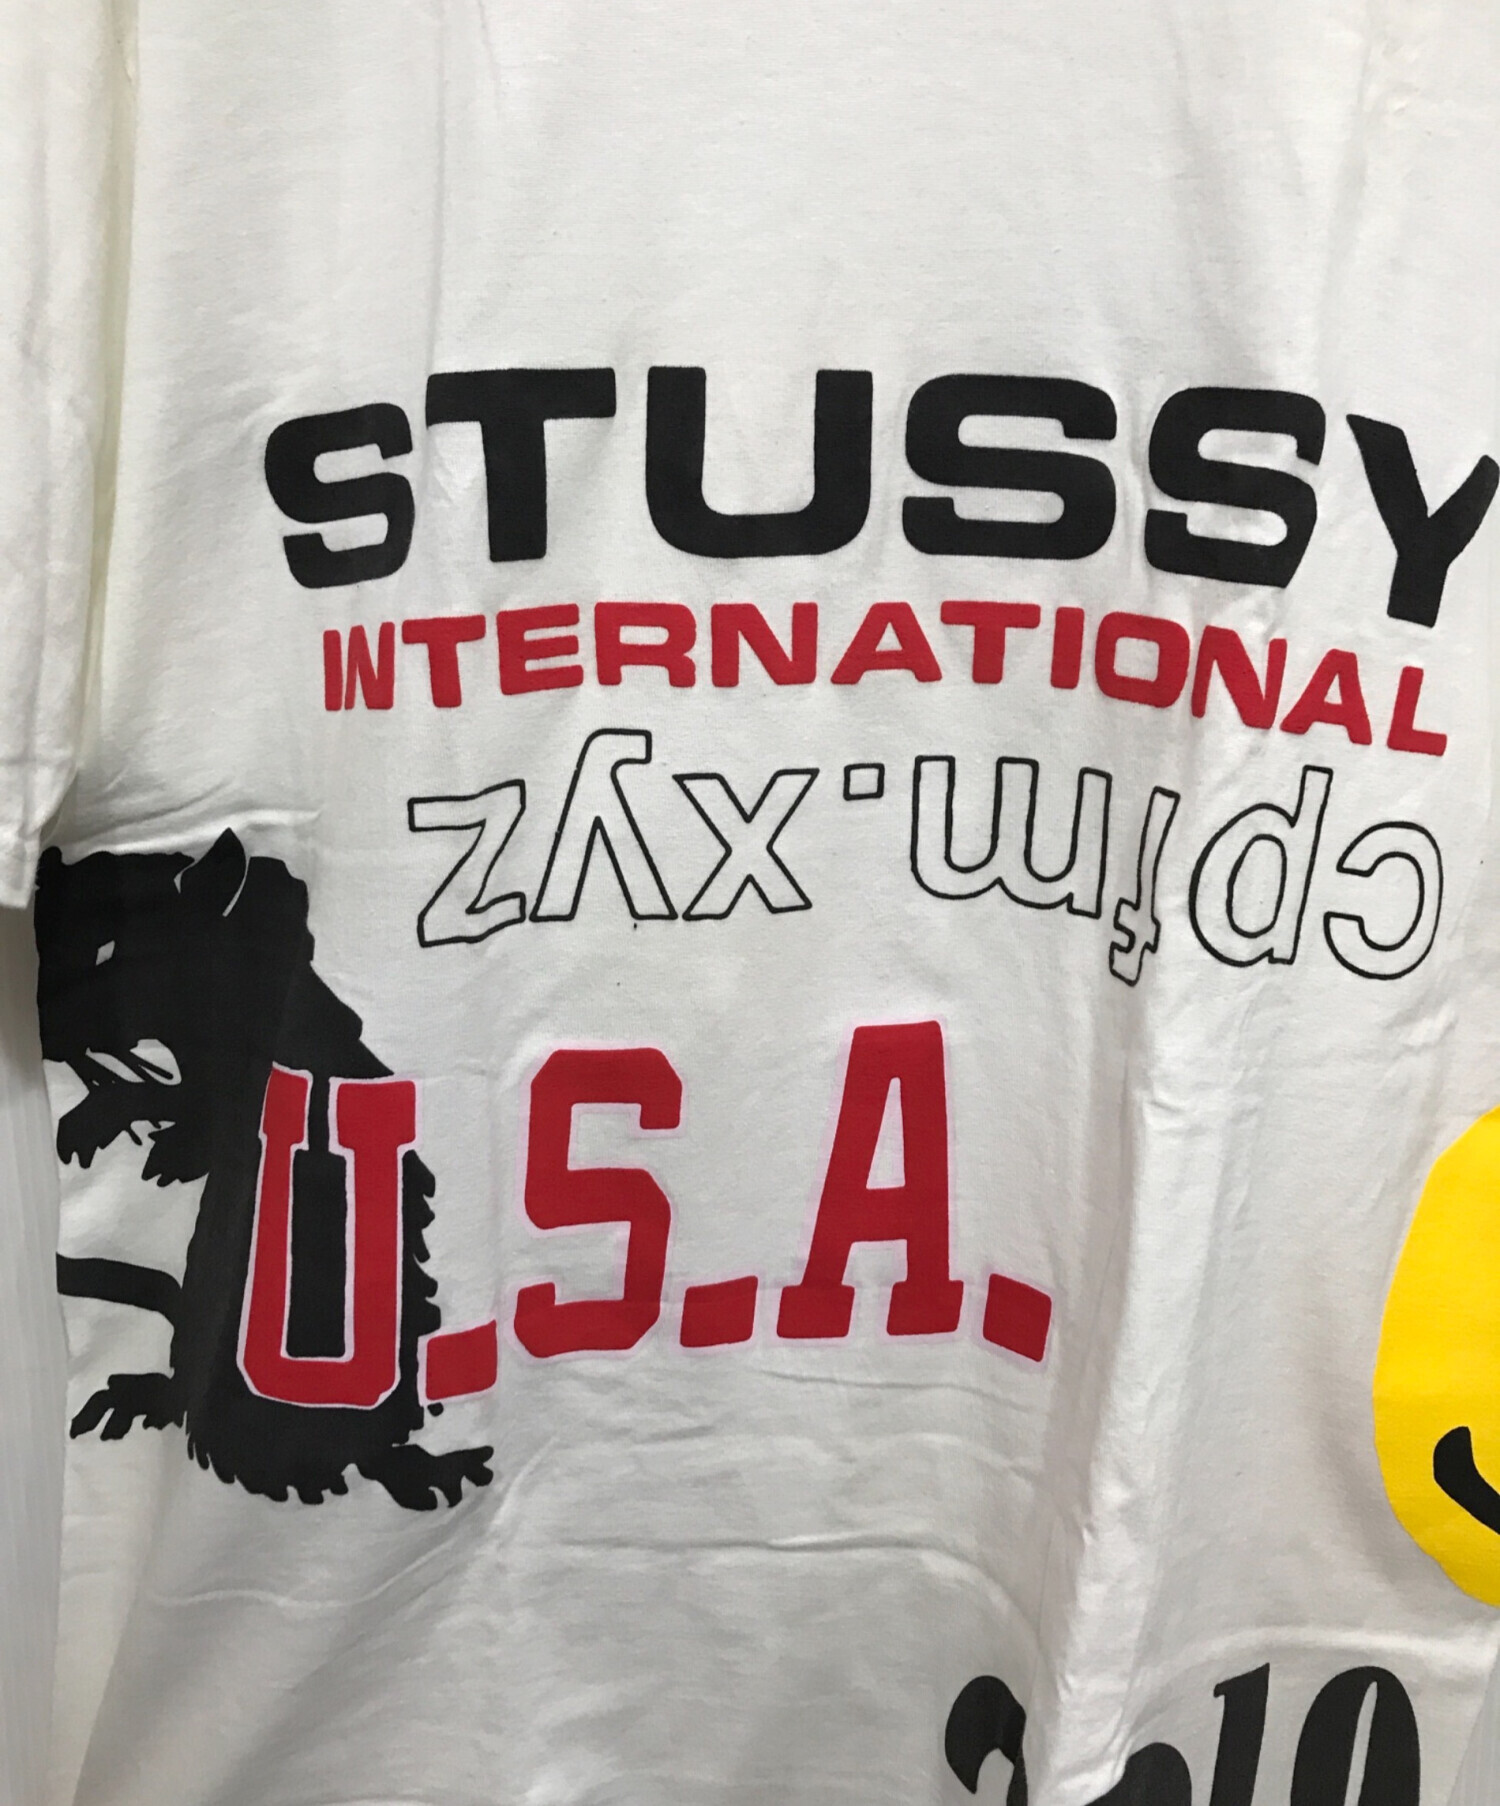 STUSSY
INTERNATIONAL
cpfm.xyz
U.S.A.